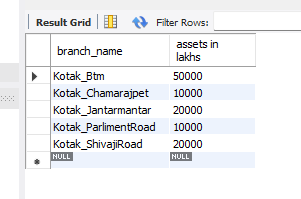 Result Grid Filter Rows:
branch_name assets in lakhs
Kotak_Btm 50000
Kotak_Chamarajpet 10000
Kotak_Jantarmantar 20000
Kotak_ParlimentRoad 10000
Kotak_ShivajiRoad 20000
NULL NULL